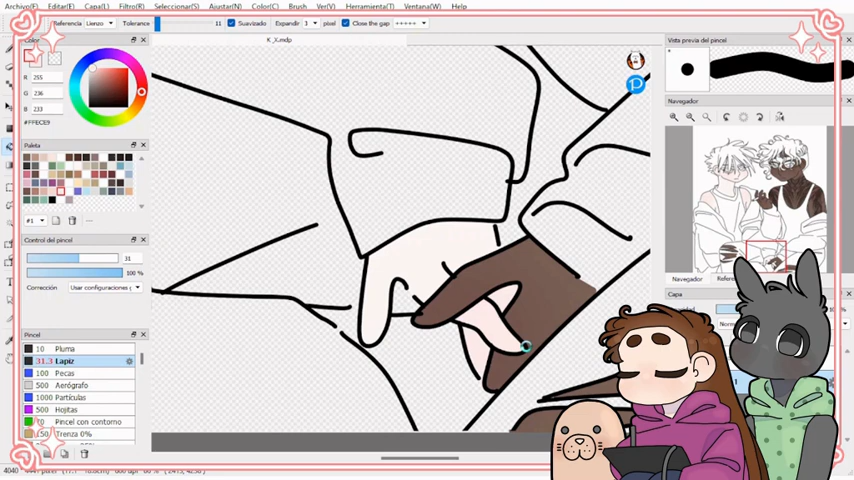 Archivo(A) Editar(E) Capa(L) Filtro(R) Seleccionar(S) Ajustar(N) Color(C) Ver(V) Herramienta(T) Ventana(W) Help
Referencia Lienzo Tolerance 11 Suavizado Expandir 1 pixel Close the gap +++++
K_X.mdp
Color
R 255
G 236
B 233
#FFECE9
Paleta
#1
Control del pincel
31
100 %
Corrección Usar configuraciones g
Pincel
10 Pluma
31.3 Lapiz
100 Pecas
500 Aerógrafo
1000 Partículas
500 Hojitas
Pincel con contorno
Trenza 0%
Vista previa del pincel
Navegador
Navegador
Capa
4040